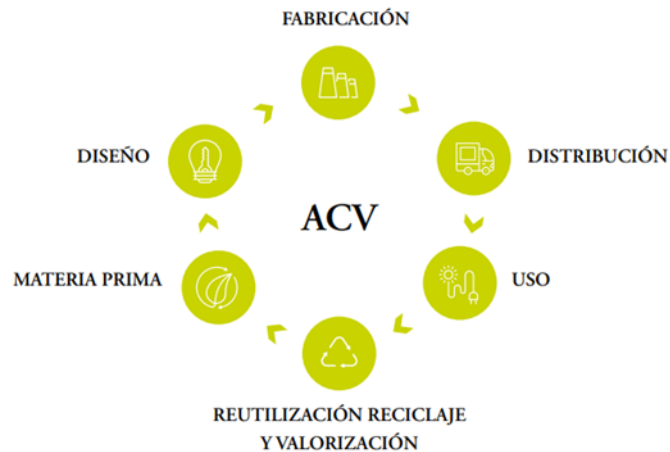 FABRICACIÓN
DISEÑO
DISTRIBUCIÓN
ACV
MATERIA PRIMA
USO
REUTILIZACIÓN RECICLAJE
Y VALORIZACIÓN